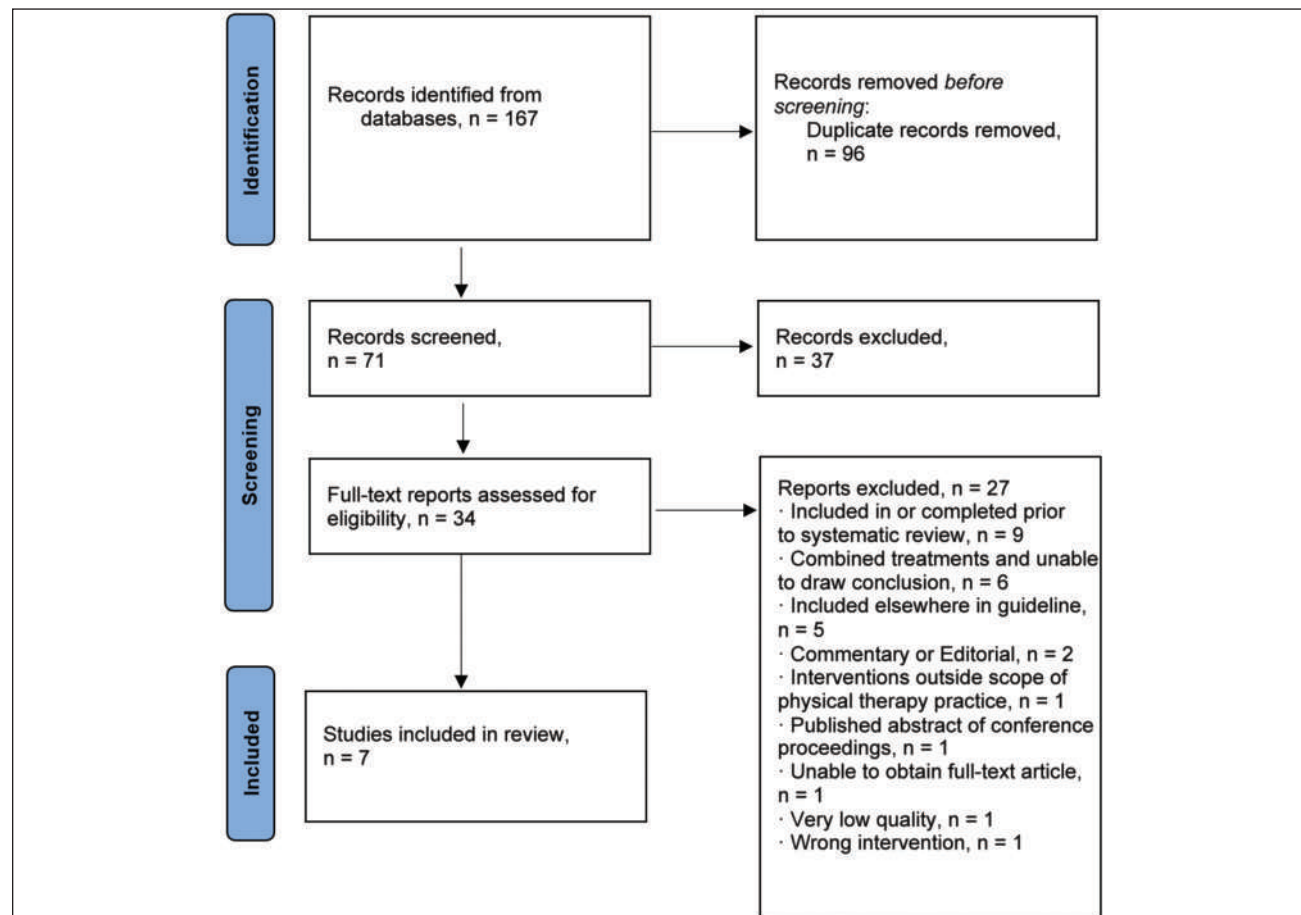 Identification
Records identified from
databases, n = 167
Records removed before
screening:
Duplicate records removed,
n = 96
Screening
Records screened,
n = 71
Records excluded,
n = 37
Full-text reports assessed for
eligibility, n = 34
Reports excluded, n = 27
· Included in or completed prior
to systematic review, n = 9
· Combined treatments and unable
to draw conclusion, n = 6
· Included elsewhere in guideline,
n = 5
· Commentary or Editorial, n = 2
· Interventions outside scope of
physical therapy practice, n = 1
· Published abstract of conference
proceedings, n = 1
· Unable to obtain full-text article,
n = 1
· Very low quality, n = 1
· Wrong intervention, n = 1
Included
Studies included in review,
n = 7